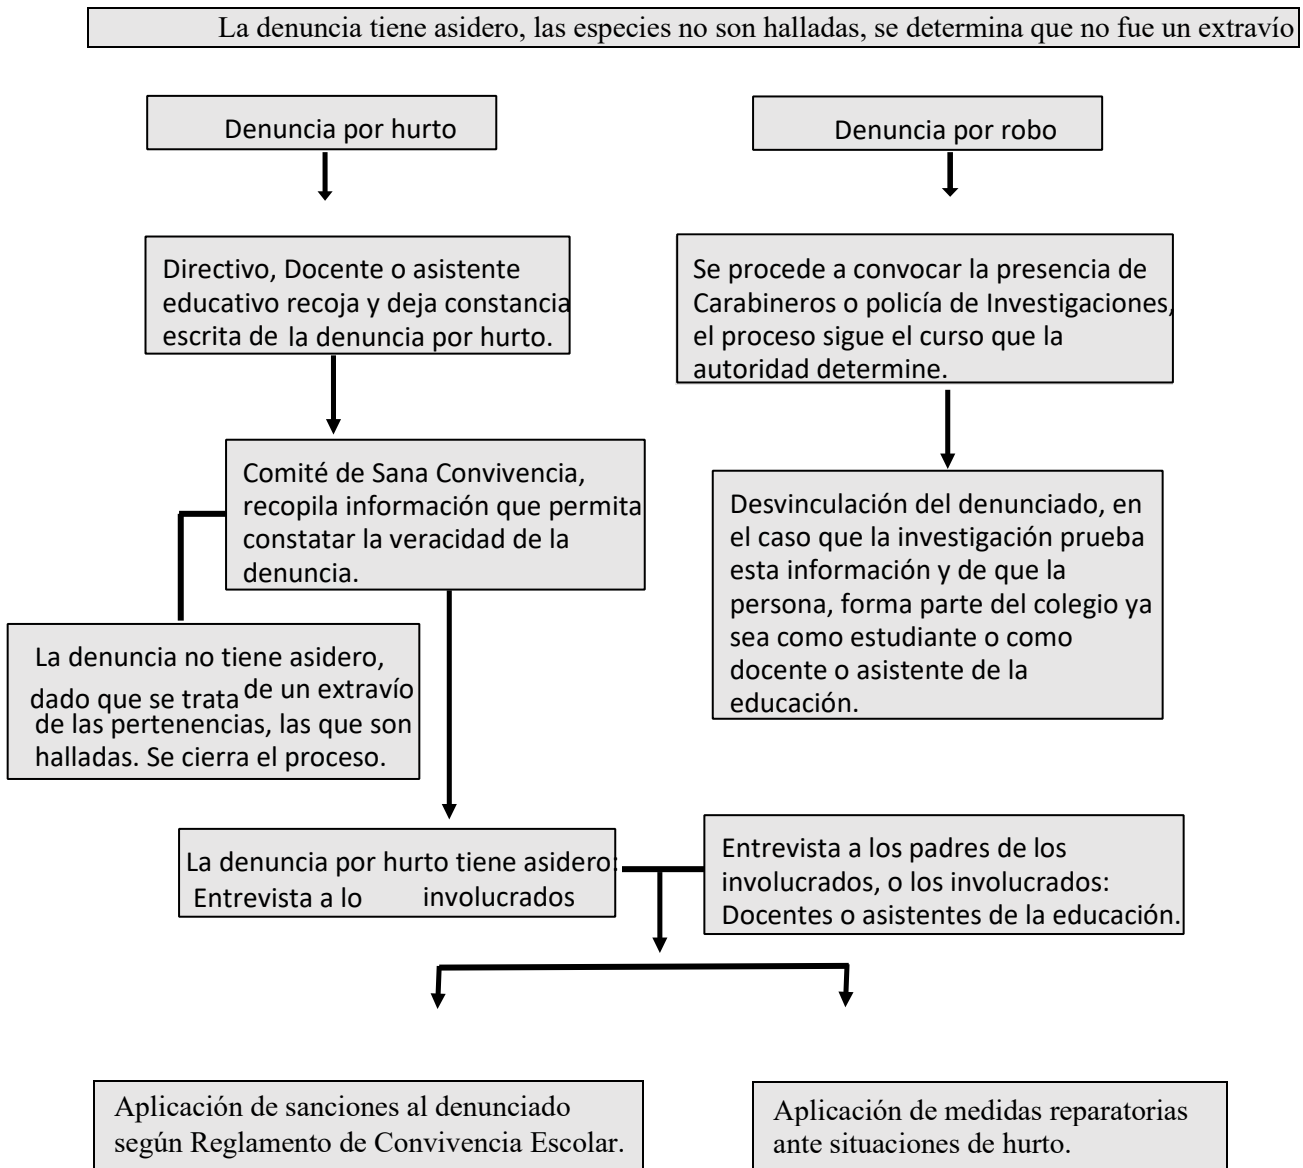 La denuncia tiene asidero, las especies no son halladas, se determina que no fue un extravío
Denuncia por hurto
Denuncia por robo
Directivo, Docente o asistente
educativo recoja y deja constancia
escrita de la denuncia por hurto.
Se procede a convocar la presencia de
Carabineros o policía de Investigaciones,
el proceso sigue el curso que la
autoridad determine.
Comité de Sana Convivencia,
recopila información que permita
constatar la veracidad de la
denuncia.
Desvinculación del denunciado, en
el caso que la investigación prueba
esta información y de que la
persona, forma parte del colegio ya
sea como estudiante o como
docente o asistente de la
educación.
La denuncia no tiene asidero,
dado que se trata de un extravío
de las pertenencias, las que son
halladas. Se cierra el proceso.
La denuncia por hurto tiene asidero:
Entrevista a lo involucrados
Entrevista a los padres de los
involucrados, o los involucrados:
Docentes o asistentes de la educación.
Aplicación de sanciones al denunciado
según Reglamento de Convivencia Escolar.
Aplicación de medidas reparatorias
ante situaciones de hurto.